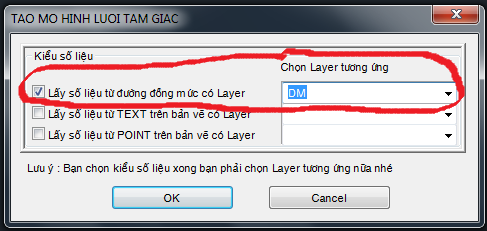 TAO MO HINH LUOI TAM GIAC
Kiểu số liệu
Chọn Layer tương ứng
Lấy số liệu từ đường đồng mức có Layer
DM
Lấy số liệu từ TEXT trên bản vẽ có Layer
Lấy số liệu từ POINT trên bản vẽ có Layer
Lưu ý : Bạn chọn kiểu số liệu xong bạn phải chọn Layer tương ứng nữa nhé
OK
Cancel